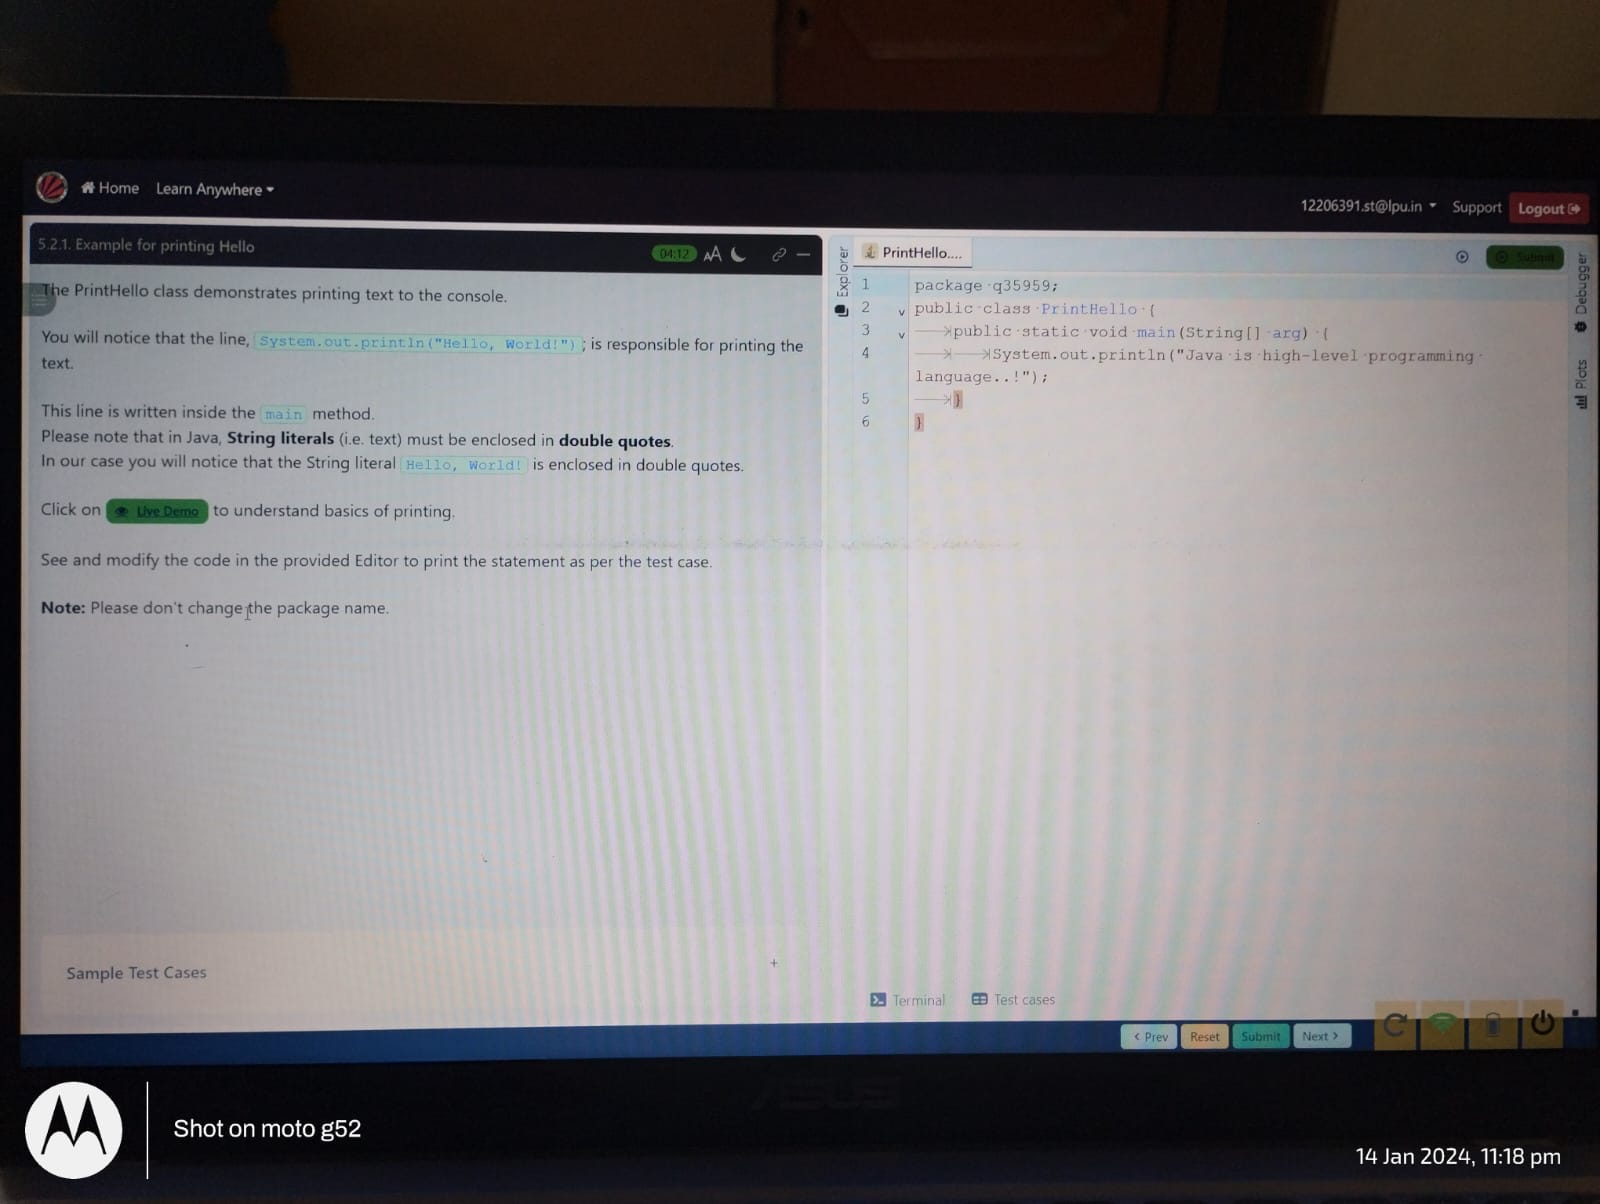 Home Learn Anywhere
12206391.st@lpu.in Support Logout
5.2.1. Example for printing Hello
04:12 AA
The PrintHello class demonstrates printing text to the console.
You will notice that the line, System.out.println("Hello, World!") ; is responsible for printing the
text.
This line is written inside the main method.
Please note that in Java, String literals (i.e. text) must be enclosed in double quotes.
In our case you will notice that the String literal Hello, World! is enclosed in double quotes.
Click on Live Demo to understand basics of printing.
See and modify the code in the provided Editor to print the statement as per the test case.
Note: Please don't change the package name.
Sample Test Cases +
Explorer
PrintHello....
Submit
1 package q35959;
2 public class PrintHello {
3 public static void main(String[] arg) {
4 System.out.println("Java is high-level programming
language..!");
5 }
6 }
Debugger
Plots
Terminal Test cases
< Prev Reset Submit Next >
ASUS
Shot on moto g52
14 Jan 2024, 11:18 pm